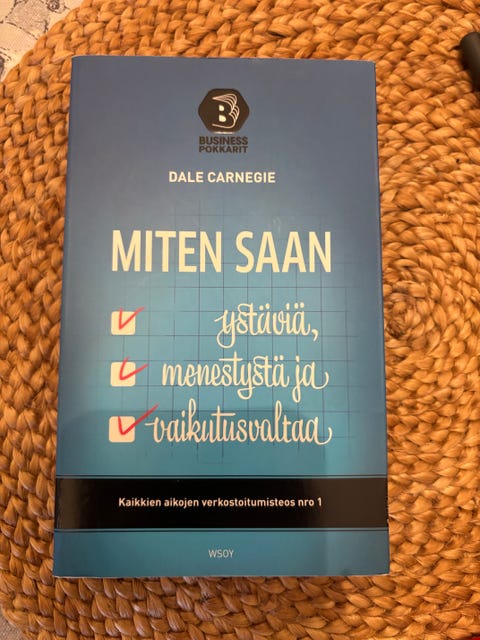 B
BUSINESS
POKKARIT
DALE CARNEGIE
MITEN SAAN
ystäviä,
menestystä ja
vaikutusvaltaa
Kaikkien aikojen verkostoitumisteos nro 1
WSOY